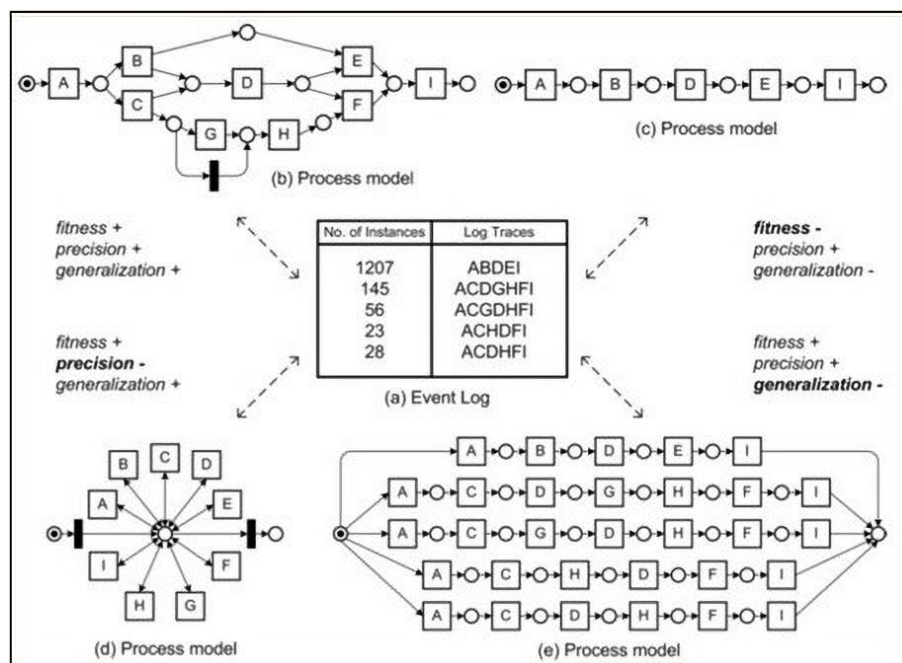 A B C D E F G H I
(b) Process model
A B D E I
(c) Process model
fitness +
precision +
generalization +
fitness -
precision +
generalization -
No. of Instances Log Traces
1207 ABDEI
145 ACDGHFI
56 ACGDHFI
23 ACHDFI
28 ACDHFI
(a) Event Log
fitness +
precision -
generalization +
fitness +
precision +
generalization -
A B C D E F G H I
(d) Process model
A B D E I
A C D G H F I
A C G D H F I
A C H D F I
A C D H F I
(e) Process model